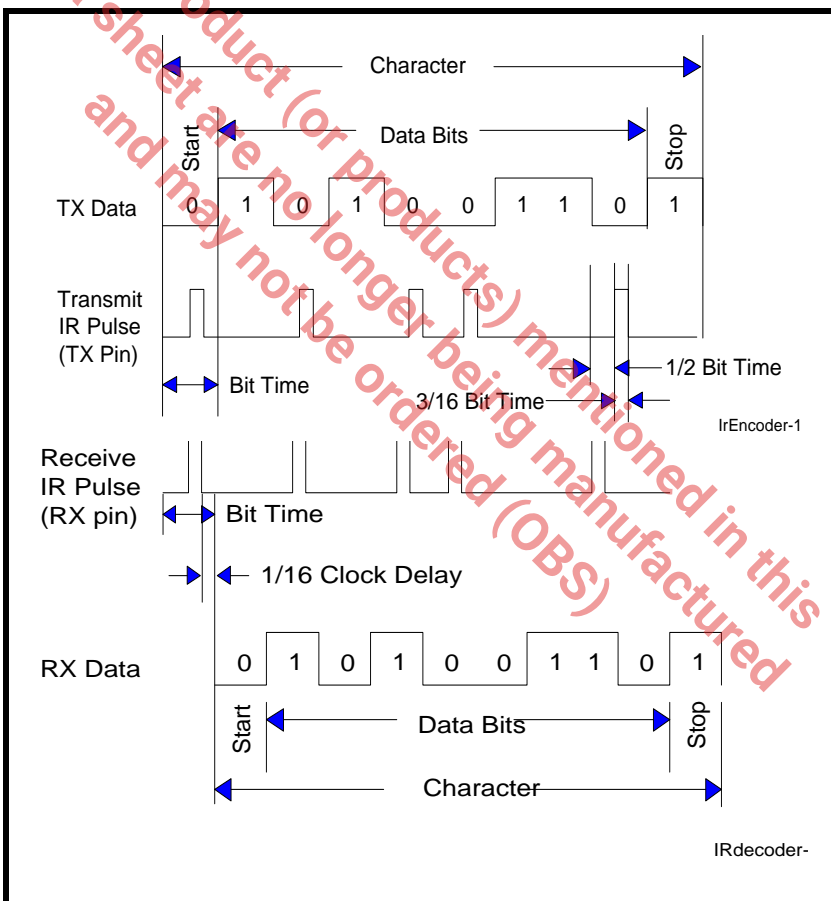 product (or products) mentioned in this
sheet are no longer being manufactured
and may not be ordered (OBS)
Character
Start
Data Bits
Stop
TX Data
0 1 0 1 0 0 1 1 0 1
Transmit
IR Pulse
(TX Pin)
Bit Time
1/2 Bit Time
3/16 Bit Time
IrEncoder-1
Receive
IR Pulse
(RX pin)
Bit Time
1/16 Clock Delay
RX Data
0 1 0 1 0 0 1 1 0 1
Start
Data Bits
Stop
Character
IRdecoder-